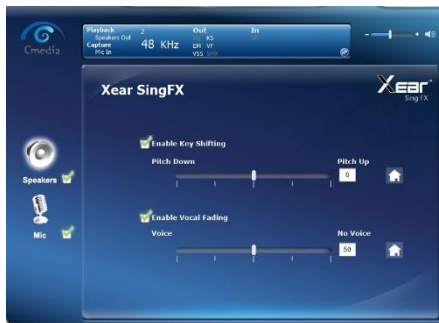 Cmedia
Playback 2 Out In
Speakers Out KS
Capture 48 KHz EM VF
Mic In VSS
Xear SingFX
Xear
Sing FX
Enable Key Shifting
Pitch Down Pitch Up
0
Speakers
Enable Vocal Fading
Mic
Voice No Voice
50